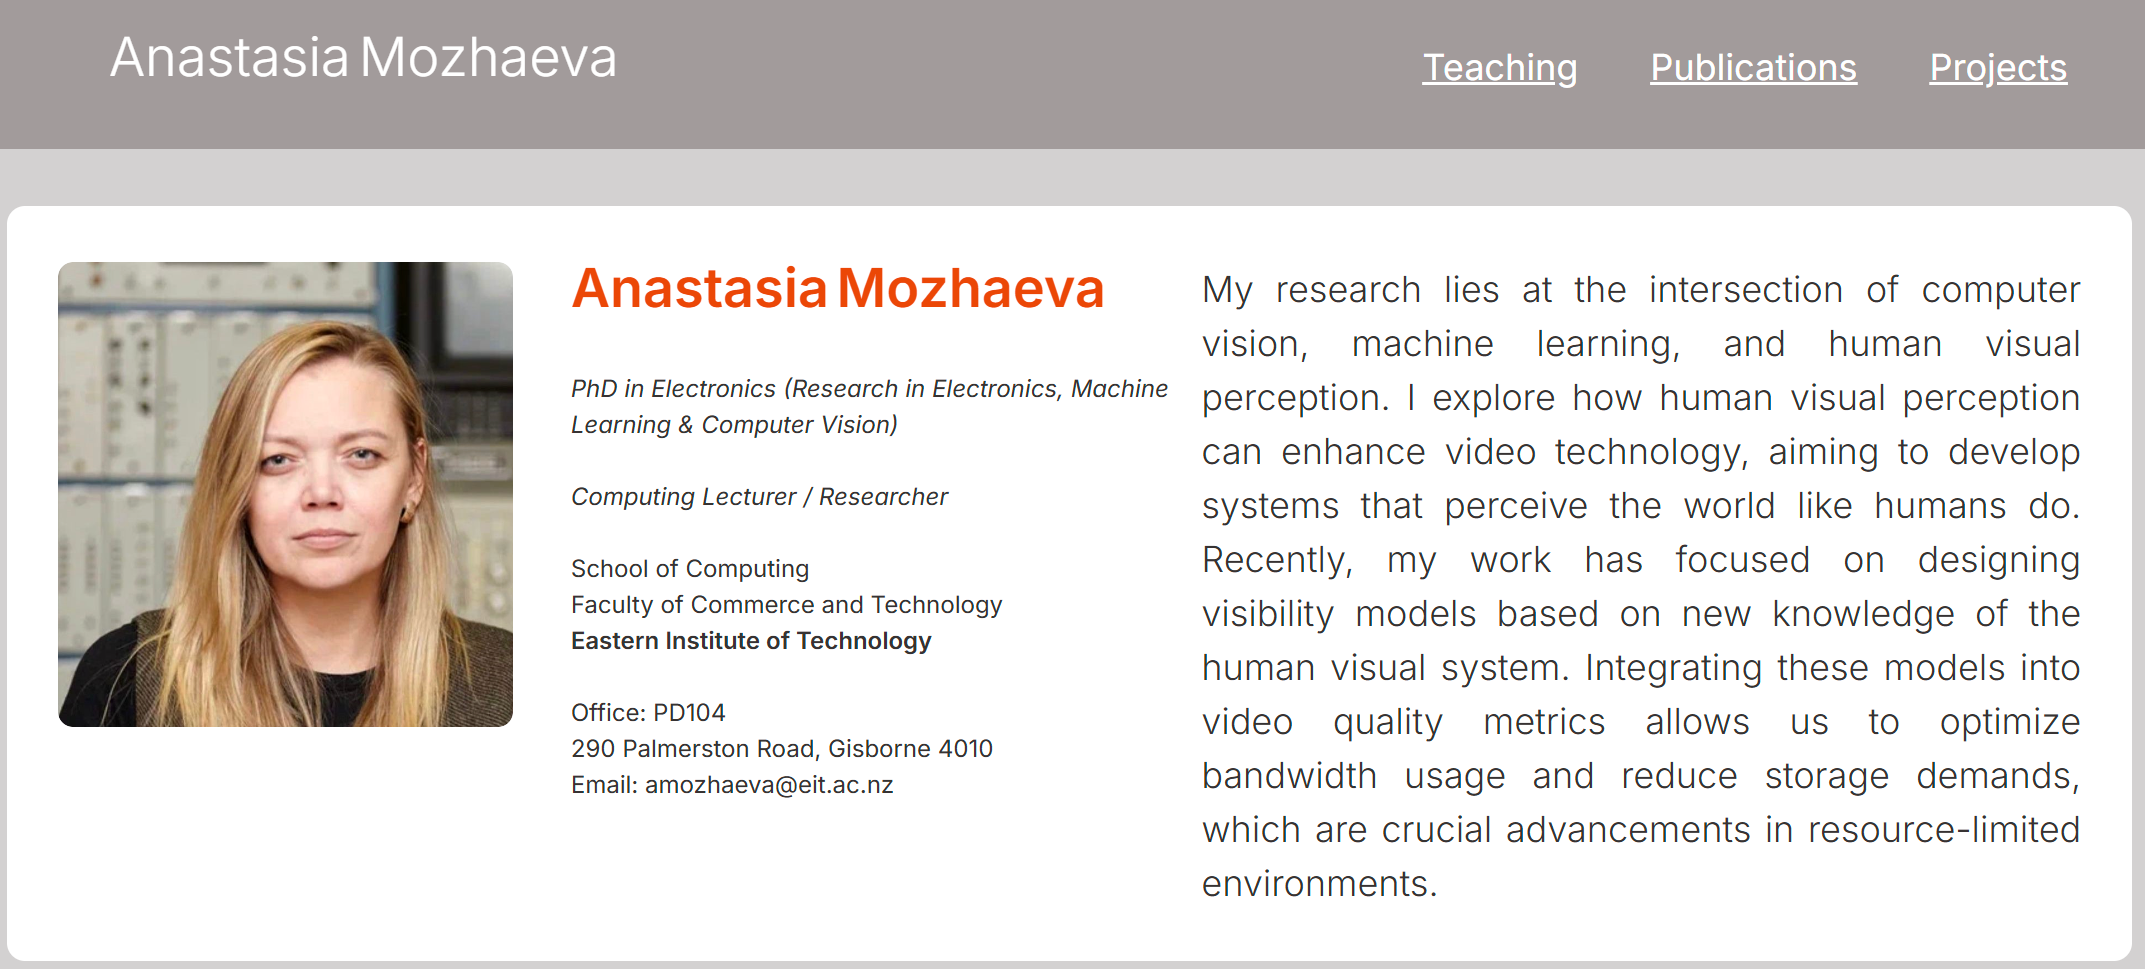 Anastasia Mozhaeva
Teaching
Publications
Projects
Anastasia Mozhaeva
PhD in Electronics (Research in Electronics, Machine
Learning & Computer Vision)
Computing Lecturer / Researcher
School of Computing
Faculty of Commerce and Technology
Eastern Institute of Technology
Office: PD104
290 Palmerston Road, Gisborne 4010
Email: amozhaeva@eit.ac.nz
My research lies at the intersection of computer
vision, machine learning, and human visual
perception. I explore how human visual perception
can enhance video technology, aiming to develop
systems that perceive the world like humans do.
Recently, my work has focused on designing
visibility models based on new knowledge of the
human visual system. Integrating these models into
video quality metrics allows us to optimize
bandwidth usage and reduce storage demands,
which are crucial advancements in resource-limited
environments.